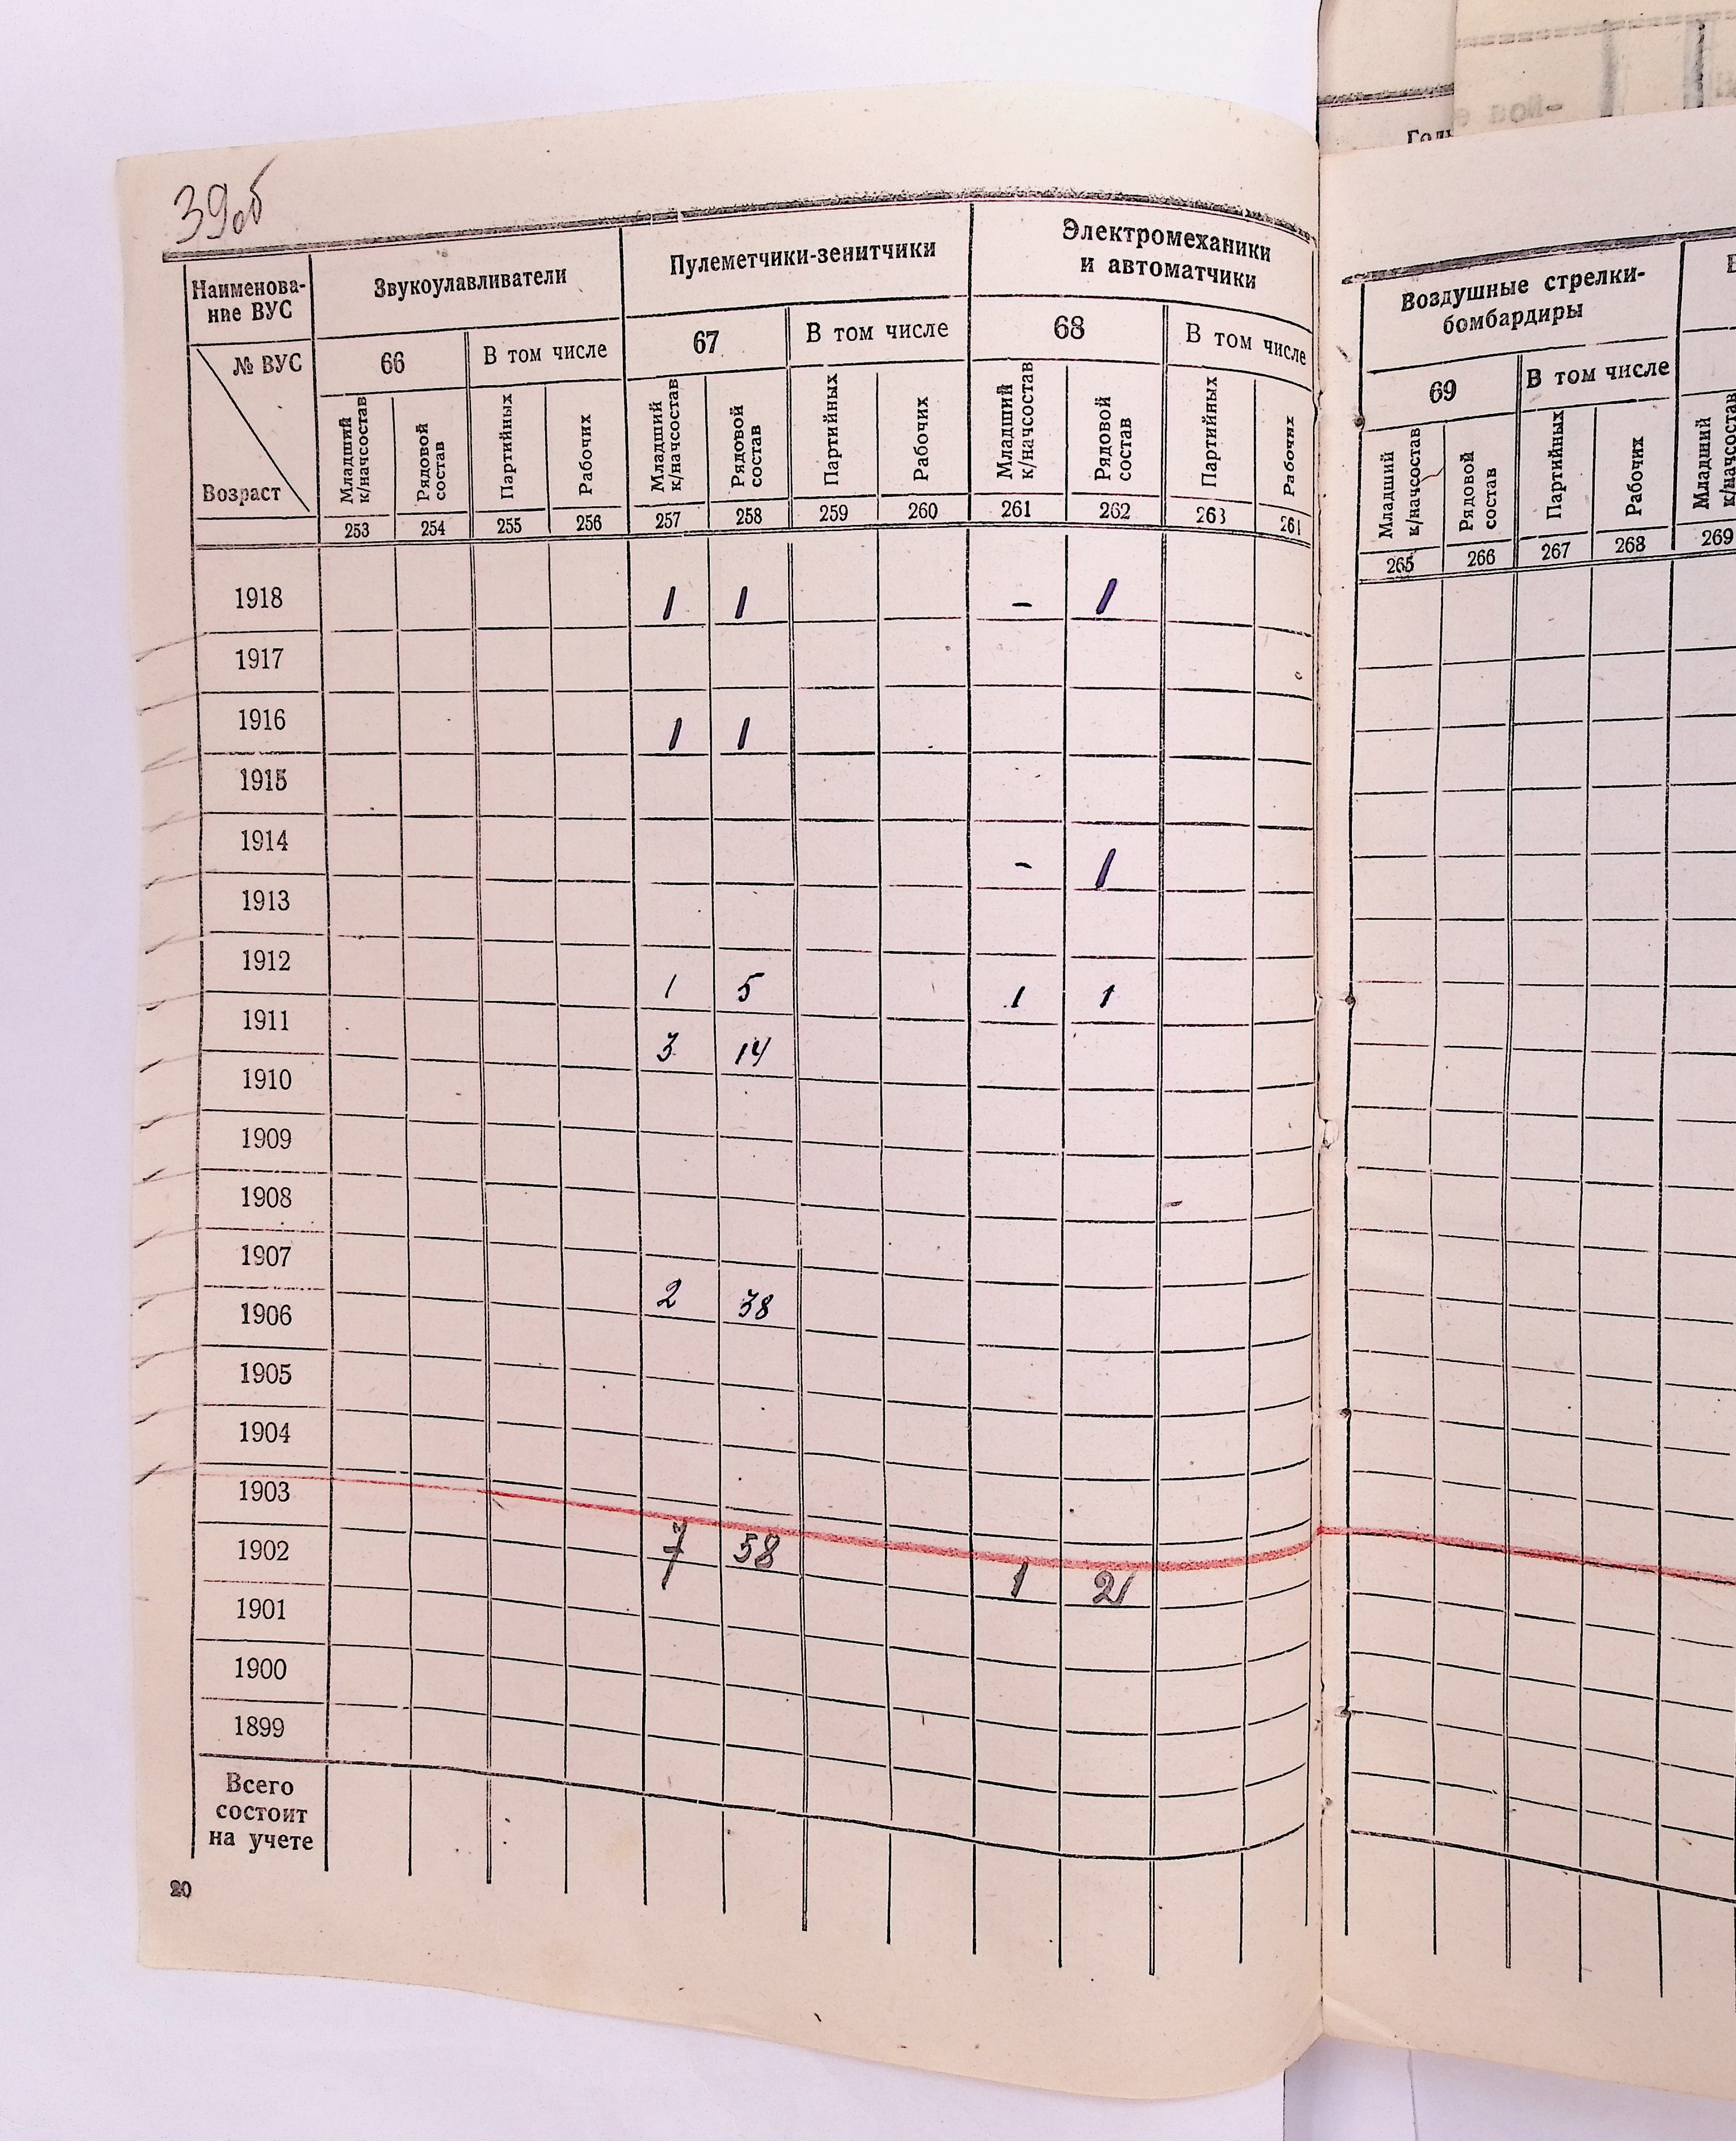 39об
Наименова-
ние ВУС
Звукоулавливатели
Пулеметчики-зенитчики
Электромеханики
и автоматчики
№ ВУС
Возраст
66
В том числе
67
В том числе
68
В том числе
Младший к/начсостав
Рядовой состав
Партийных
Рабочих
Младший к/начсостав
Рядовой состав
Партийных
Рабочих
Младший к/начсостав
Рядовой состав
Партийных
Рабочих
253 254 255 256 257 258 259 260 261 262 263 264
1918 1 1 - 1
1917
1916 1 1
1915
1914 - 1
1913
1912 1 5 1 1
1911 3 14
1910
1909
1908
1907 2 38
1906
1905
1904
1903 7 58 1 2
1902
1901
1900
1899
Всего
состоит
на учете
20
Воздушные стрелки-
бомбардиры
69
В том числе
Младший к/начсостав
Рядовой состав
Партийных
Рабочих
Младший к/начсостав
265 266 267 268 269